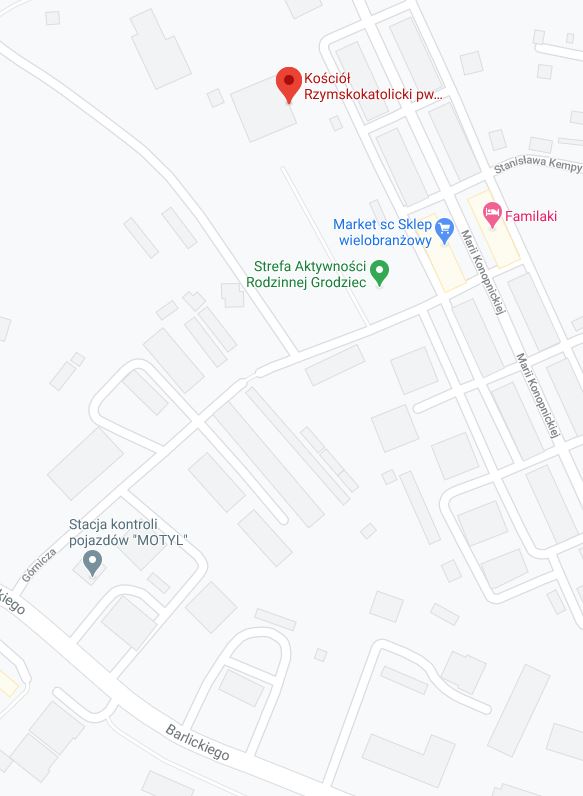 Kościół
Rzymskokatolicki pw...
Stanisława Kempy
Market sc Sklep
wielobranżowy
Familaki
Marii Konopnickiej
Strefa Aktywności
Rodzinnej Grodziec
Marii Konopnickiej
Stacja kontroli
pojazdów "MOTYL"
Górnicza
kiego
Barlickiego